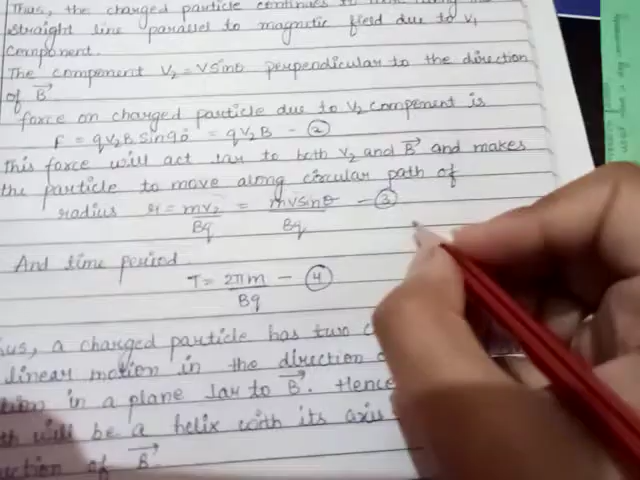 Thus, the charged particle continues to
straight line parallel to magnetic field due to V₁
component.
The component V₂ = Vsinθ perpendicular to the direction
of B⃗
force on charged particle due to V₂ component is
F = qV₂B sin90° = qV₂B – ②
this force will act lar to both V₂ and B⃗ and makes
the particle to move along circular path of
radius r = mV₂/Bq = mVsinθ/Bq – ③
And time period
T = 2πm/Bq – ④
a charged particle has two
linear motion in the direction
in a plane lar to B⃗. Hence
will be a helix with its axis
of B⃗